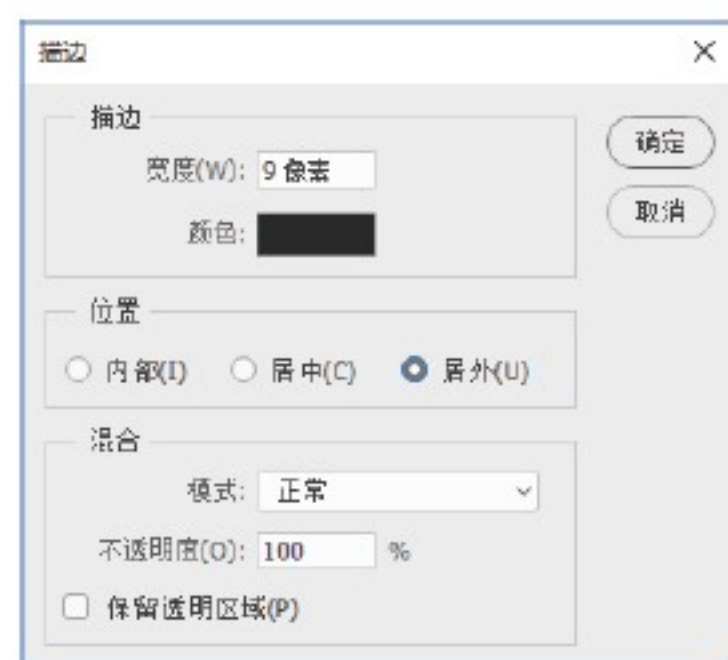 描边
描边
宽度(W): 9 像素
颜色:
确定
取消
位置
内部(I) 居中(C) 居外(U)
混合
模式: 正常
不透明度(O): 100 %
保留透明区域(P)